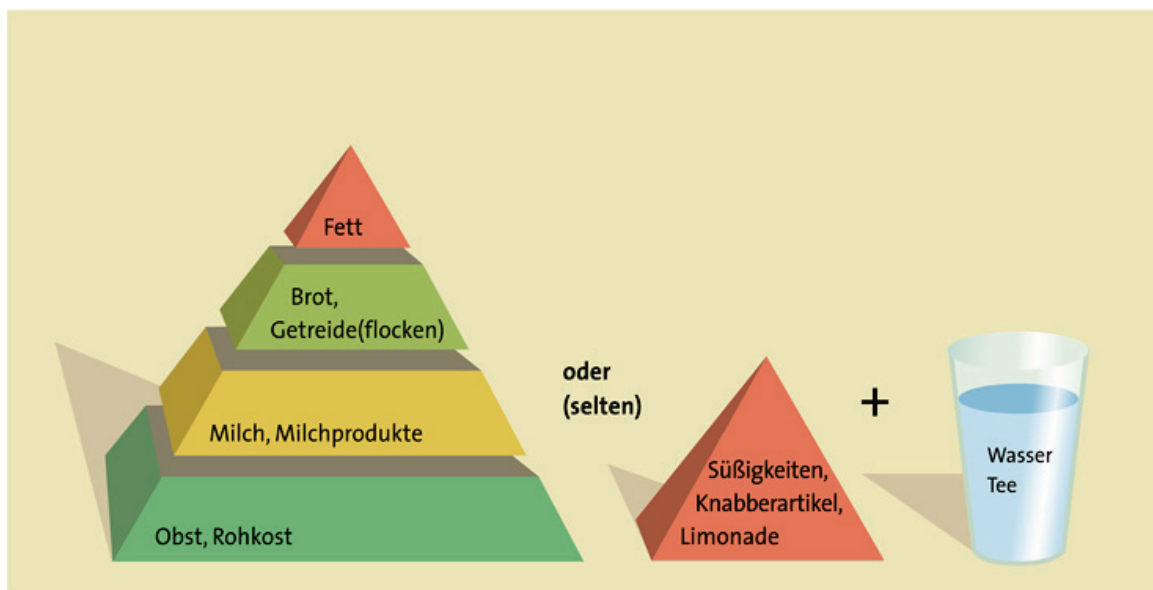 Fett
Brot,
Getreide(flocken)
Milch, Milchprodukte
Obst, Rohkost
oder
(selten)
Süßigkeiten,
Knabberartikel,
Limonade
+
Wasser
Tee